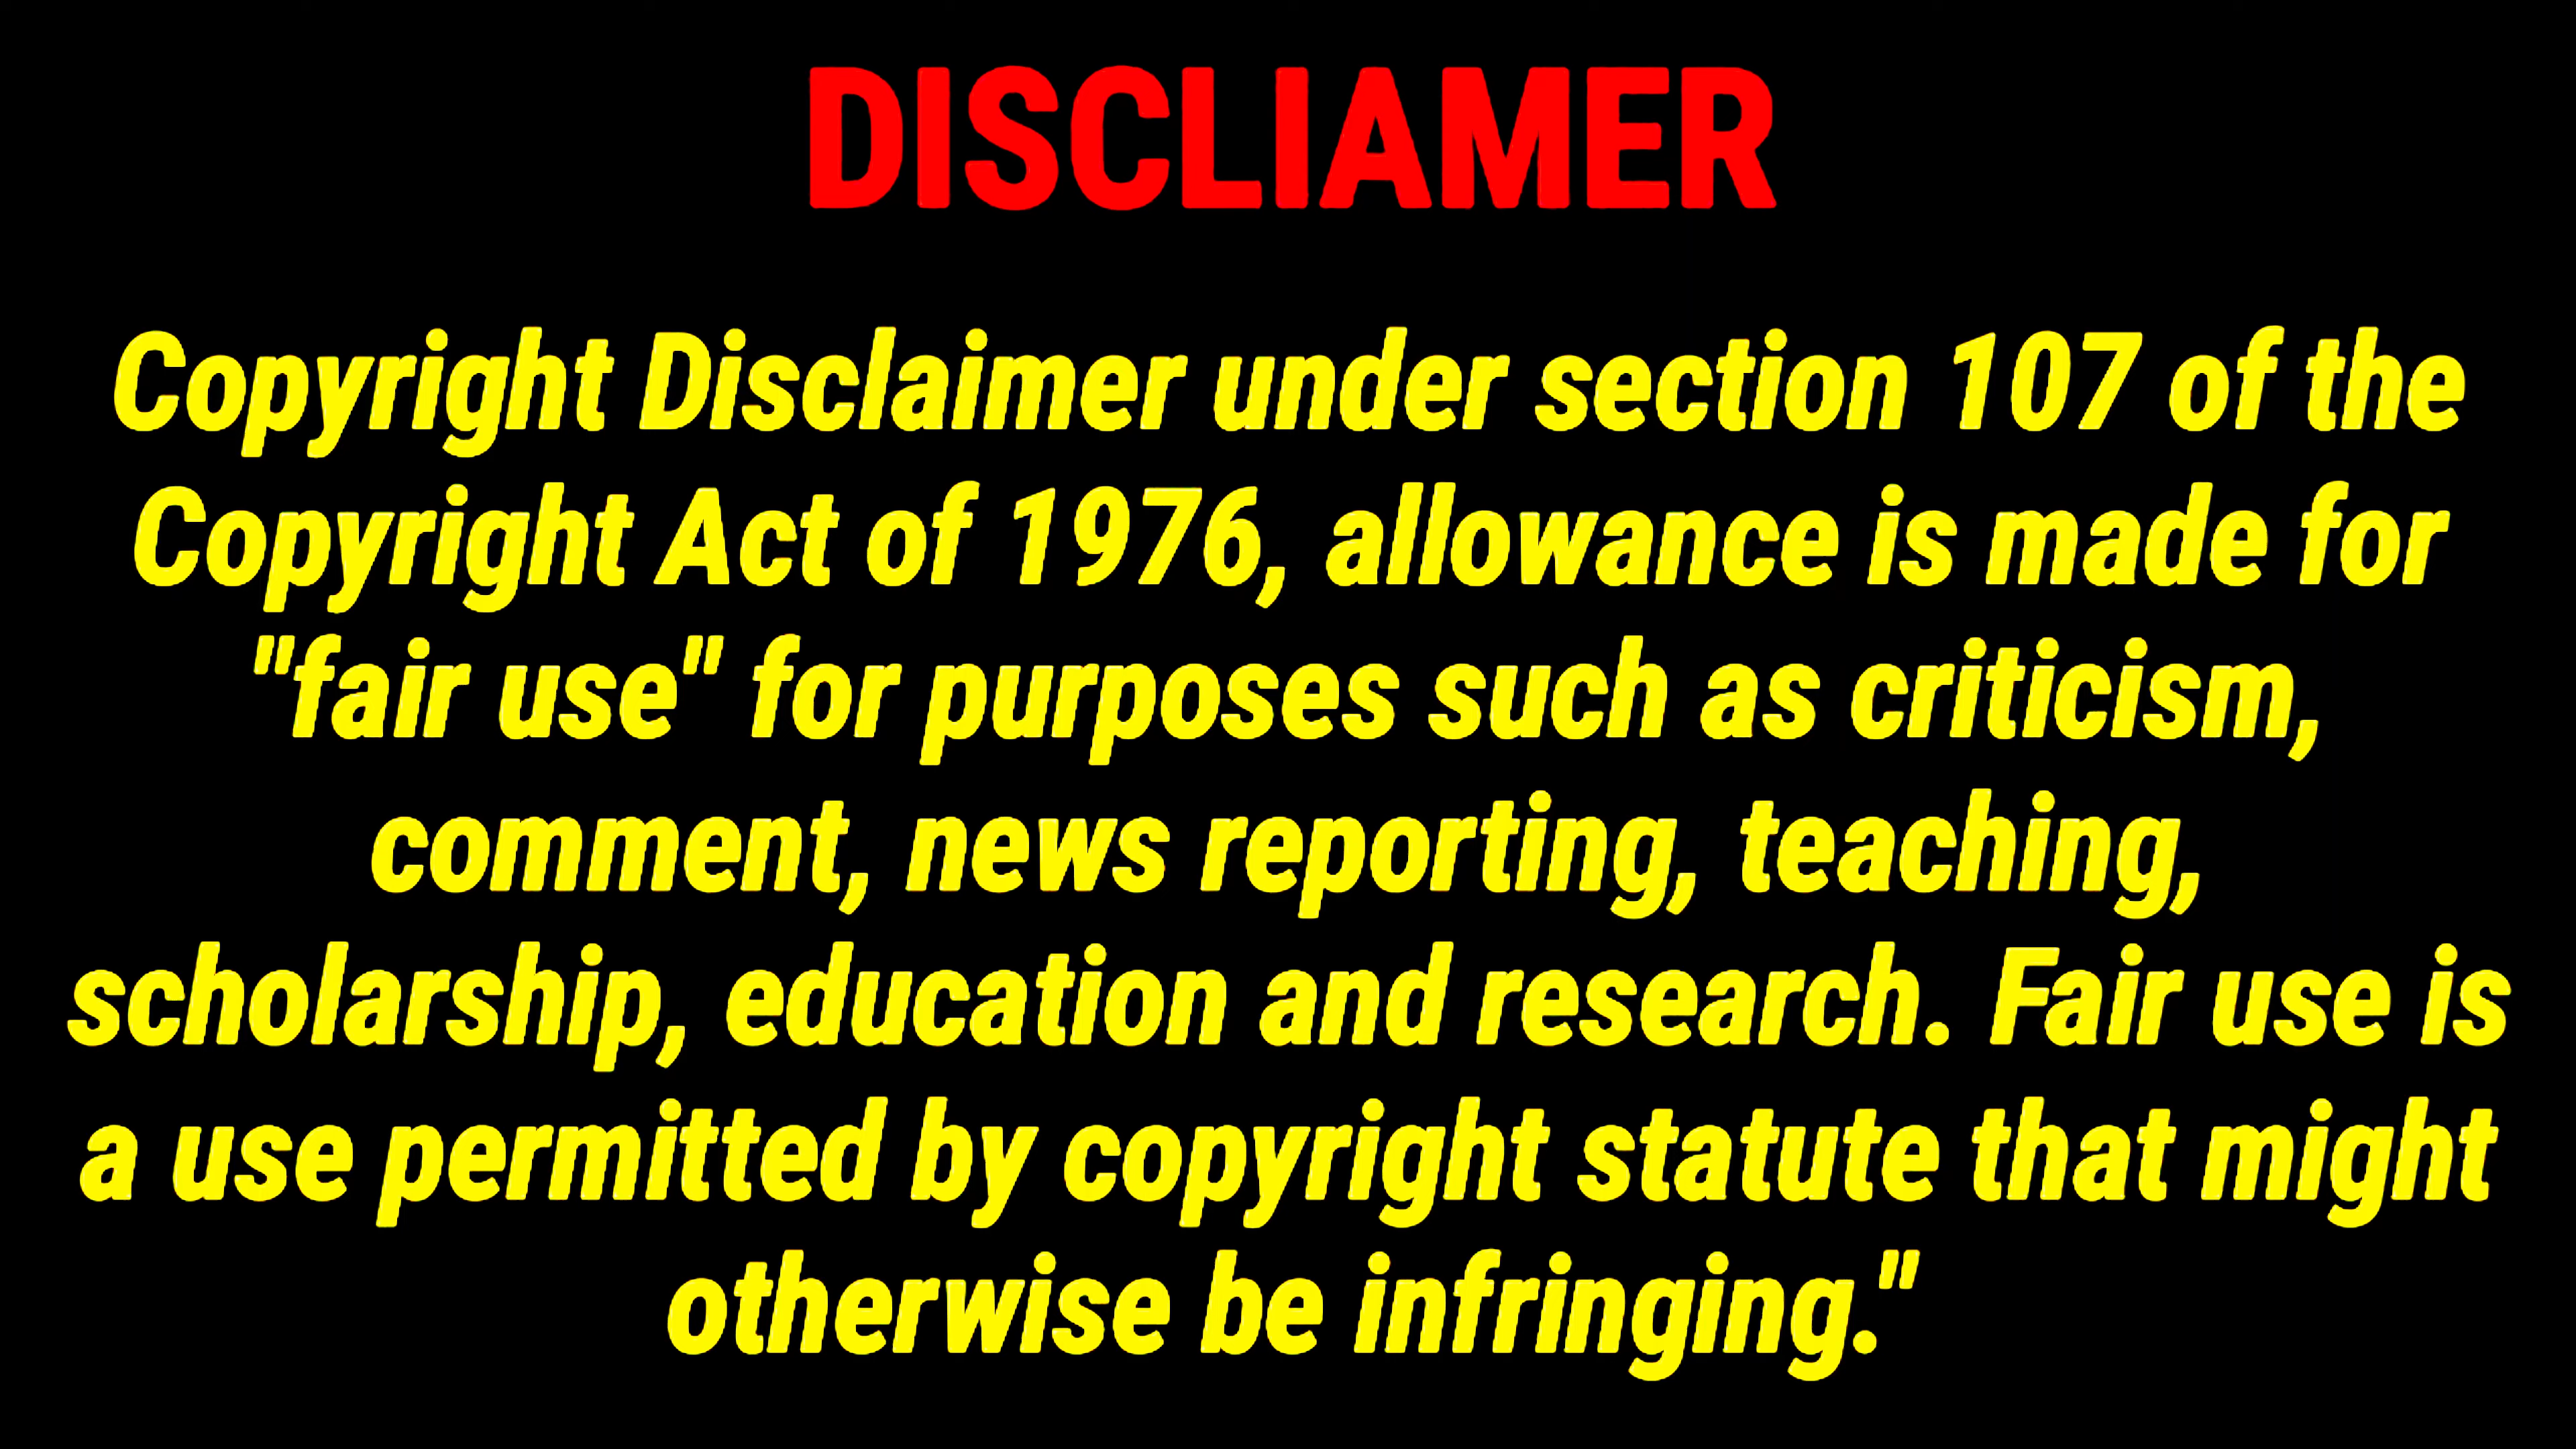 DISCLIAMER
Copyright Disclaimer under section 107 of the
Copyright Act of 1976, allowance is made for
"fair use" for purposes such as criticism,
comment, news reporting, teaching,
scholarship, education and research. Fair use is
a use permitted by copyright statute that might
otherwise be infringing."